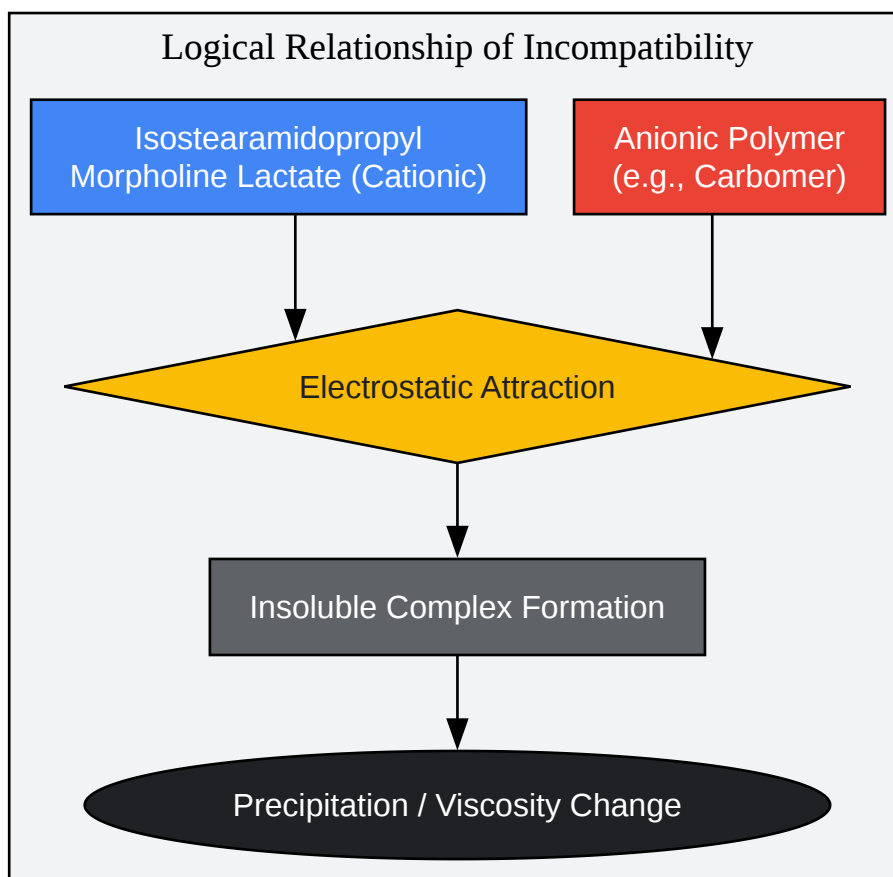 Logical Relationship of Incompatibility
Isostearamidopropyl
Morpholine Lactate (Cationic)
Anionic Polymer
(e.g., Carbomer)
Electrostatic Attraction
Insoluble Complex Formation
Precipitation / Viscosity Change